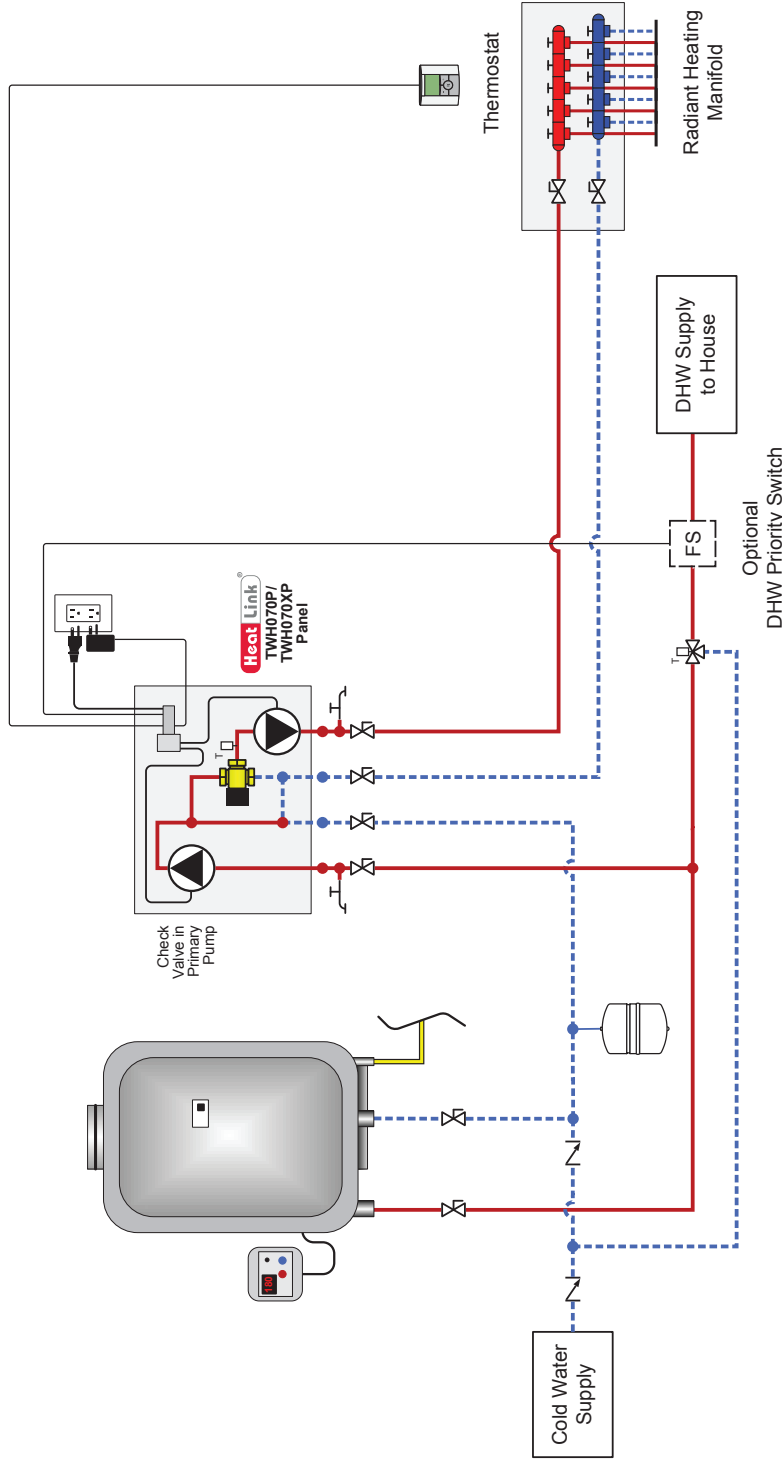 Thermostat
Radiant Heating
Manifold
Heat Link®
TWH070P/
TWH070XP
Panel
T
Check
Valve in
Primary
Pump
180
DHW Supply
to House
FS
Optional
DHW Priority Switch
T
Cold Water
Supply